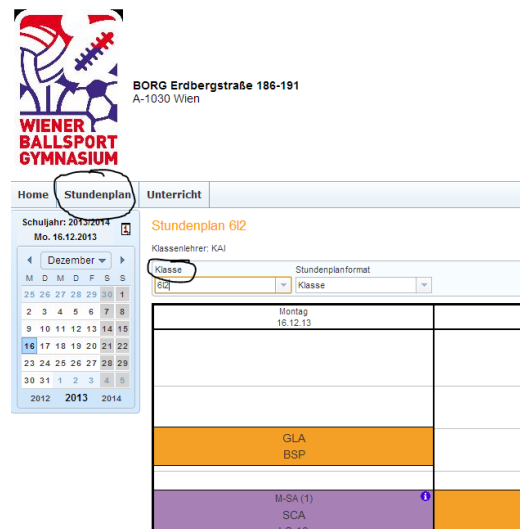 WIENER
BALLSPORT
GYMNASIUM
BORG Erdbergstraße 186-191
A-1030 Wien
Home Stundenplan Unterricht
Schuljahr: 2013/2014
Mo. 16.12.2013
Dezember
M D M D F S S
25 26 27 28 29 30 1
2 3 4 5 6 7 8
9 10 11 12 13 14 15
16 17 18 19 20 21 22
23 24 25 26 27 28 29
30 31 1 2 3 4 5
2012 2013 2014
Stundenplan 6I2
Klassenlehrer: KAI
Klasse Stundenplanformat
6I2 Klasse
Montag
16.12.13
GLA
BSP
M-SA (1)
SCA